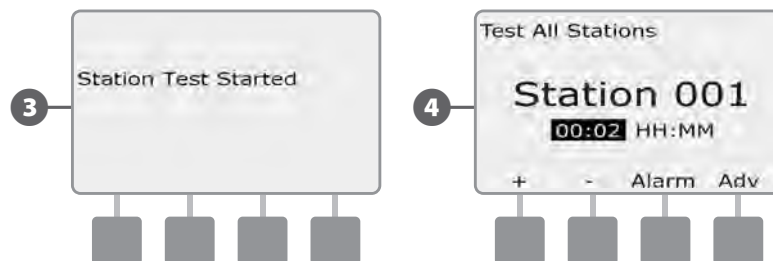 3
Station Test Started
4
Test All Stations
Station 001
00:02 HH:MM
+ - Alarm Adv